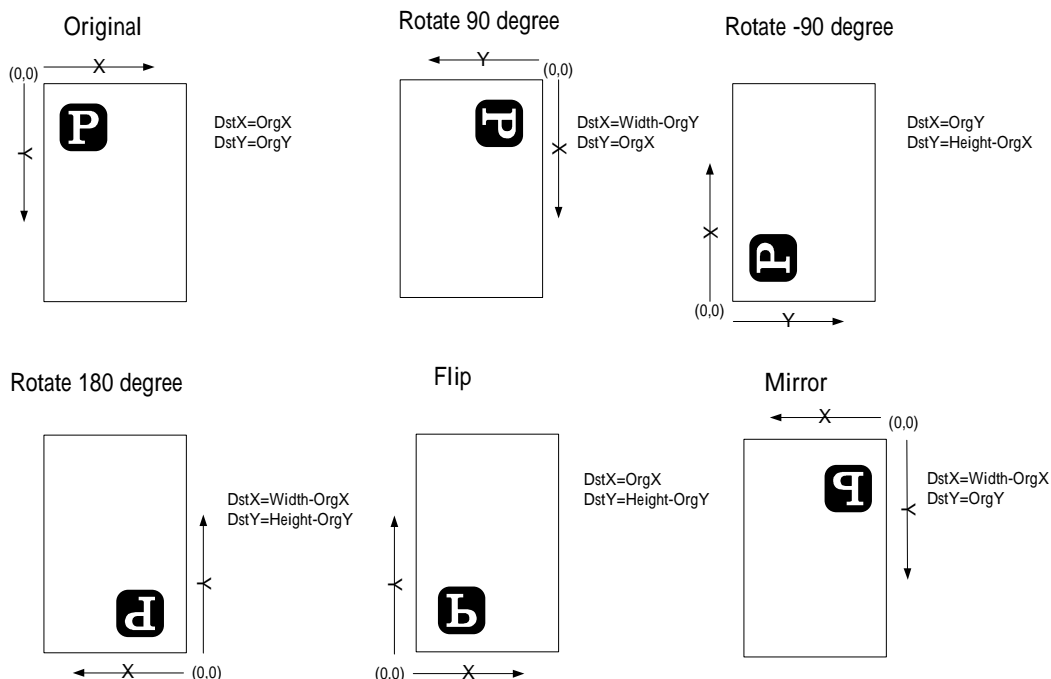 Original
X
(0,0)
Y
P
DstX=OrgX
DstY=OrgY
Rotate 90 degree
Y
(0,0)
X
P
DstX=Width-OrgY
DstY=OrgX
Rotate -90 degree
DstX=OrgY
DstY=Height-OrgX
X
P
(0,0)
Y
Rotate 180 degree
DstX=Width-OrgX
DstY=Height-OrgY
Y
P
X
(0,0)
Flip
DstX=OrgX
DstY=Height-OrgY
Y
P
(0,0)
X
Mirror
X
(0,0)
Y
P
DstX=Width-OrgX
DstY=OrgY